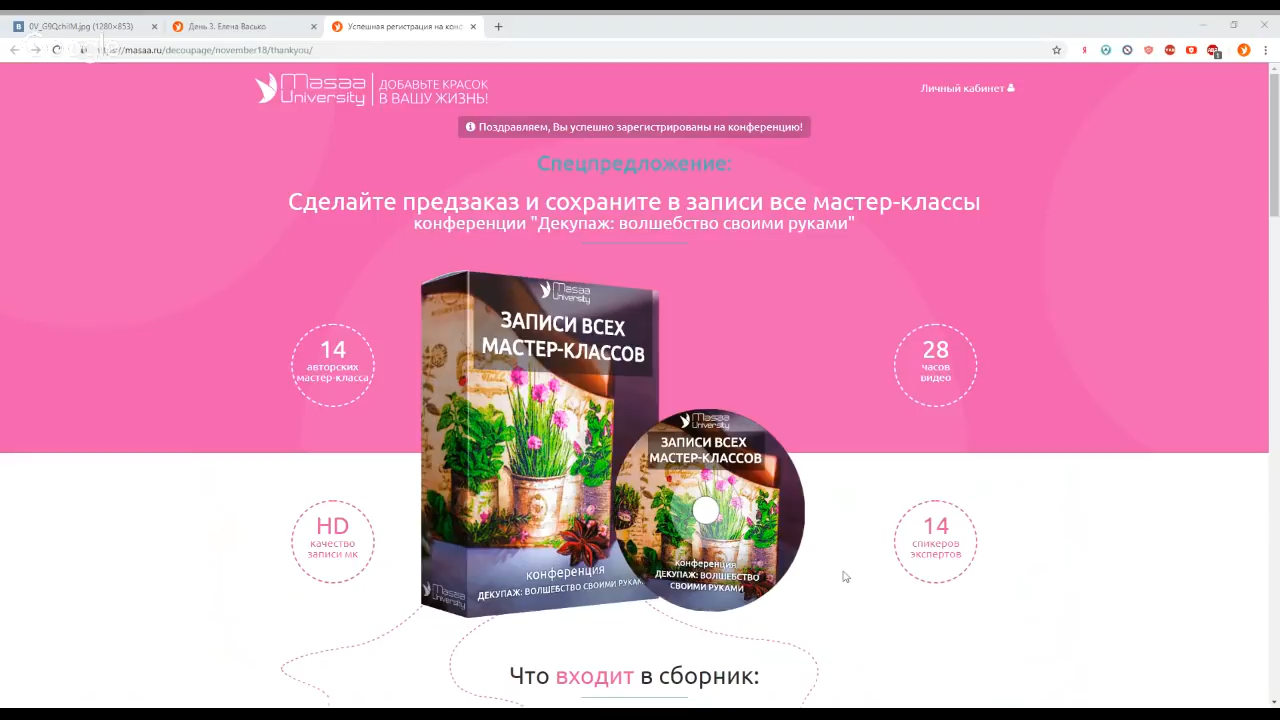 0V_G9QchilM.jpg (1280×853)
День 3. Елена Васько
Успешная регистрация на конф
masaa.ru/decoupage/november18/thankyou/
Masaa University
ДОБАВЬТЕ КРАСОК
В ВАШУ ЖИЗНЬ!
Личный кабинет
Поздравляем, Вы успешно зарегистрированы на конференцию!
Спецпредложение:
Сделайте предзаказ и сохраните в записи все мастер-классы
конференции "Декупаж: волшебство своими руками"
14
авторских
мастер-класса
28
часов
видео
Masaa
University
ЗАПИСИ ВСЕХ
МАСТЕР-КЛАССОВ
Masaa
University
ЗАПИСИ ВСЕХ
МАСТЕР-КЛАССОВ
HD
качество
записи мк
14
спикеров
экспертов
конференция
ДЕКУПАЖ: ВОЛШЕБСТВО СВОИМИ РУКАМ
конференция
ДЕКУПАЖ: ВОЛШЕБСТВО
СВОИМИ РУКАМИ
Masaa
University
Что входит в сборник: